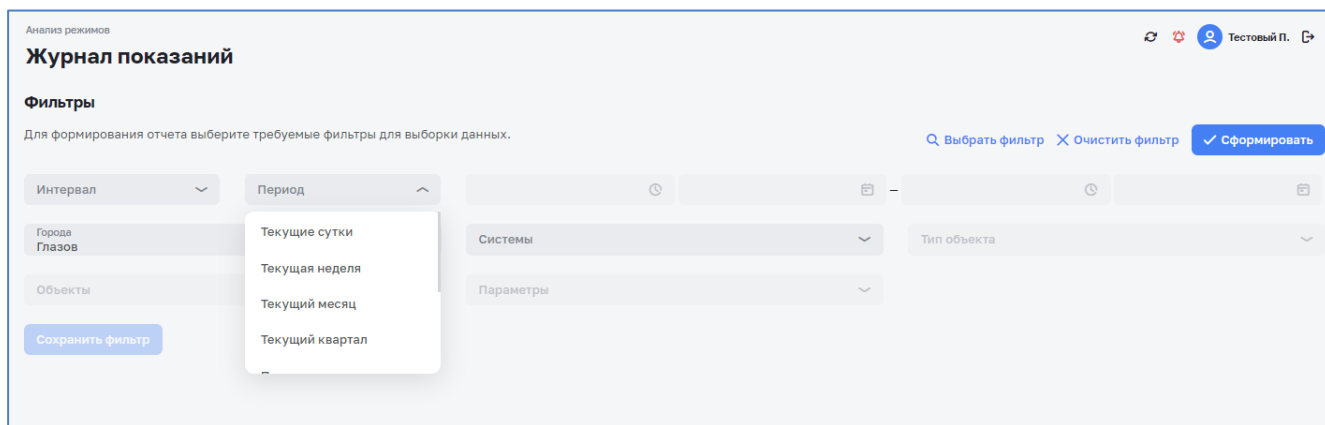 Анализ режимов
Журнал показаний
Тестовый П.
Фильтры
Для формирования отчета выберите требуемые фильтры для выборки данных.
Выбрать фильтр
Очистить фильтр
Сформировать
Интервал
Период
–
Города
Глазов
Системы
Тип объекта
Объекты
Параметры
Сохранить фильтр
Текущие сутки
Текущая неделя
Текущий месяц
Текущий квартал